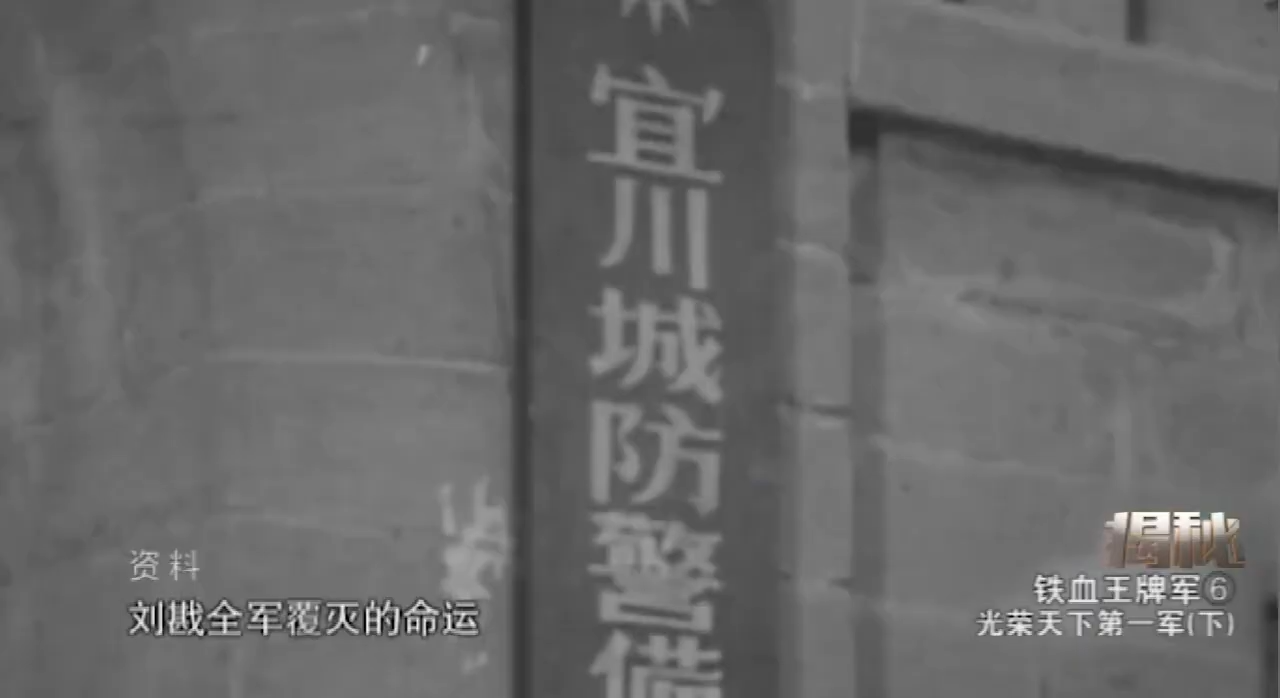 宜川城防警備
资料
刘戡全军覆灭的命运
揭秘
铁血王牌军⑥
光荣天下第一军(下)